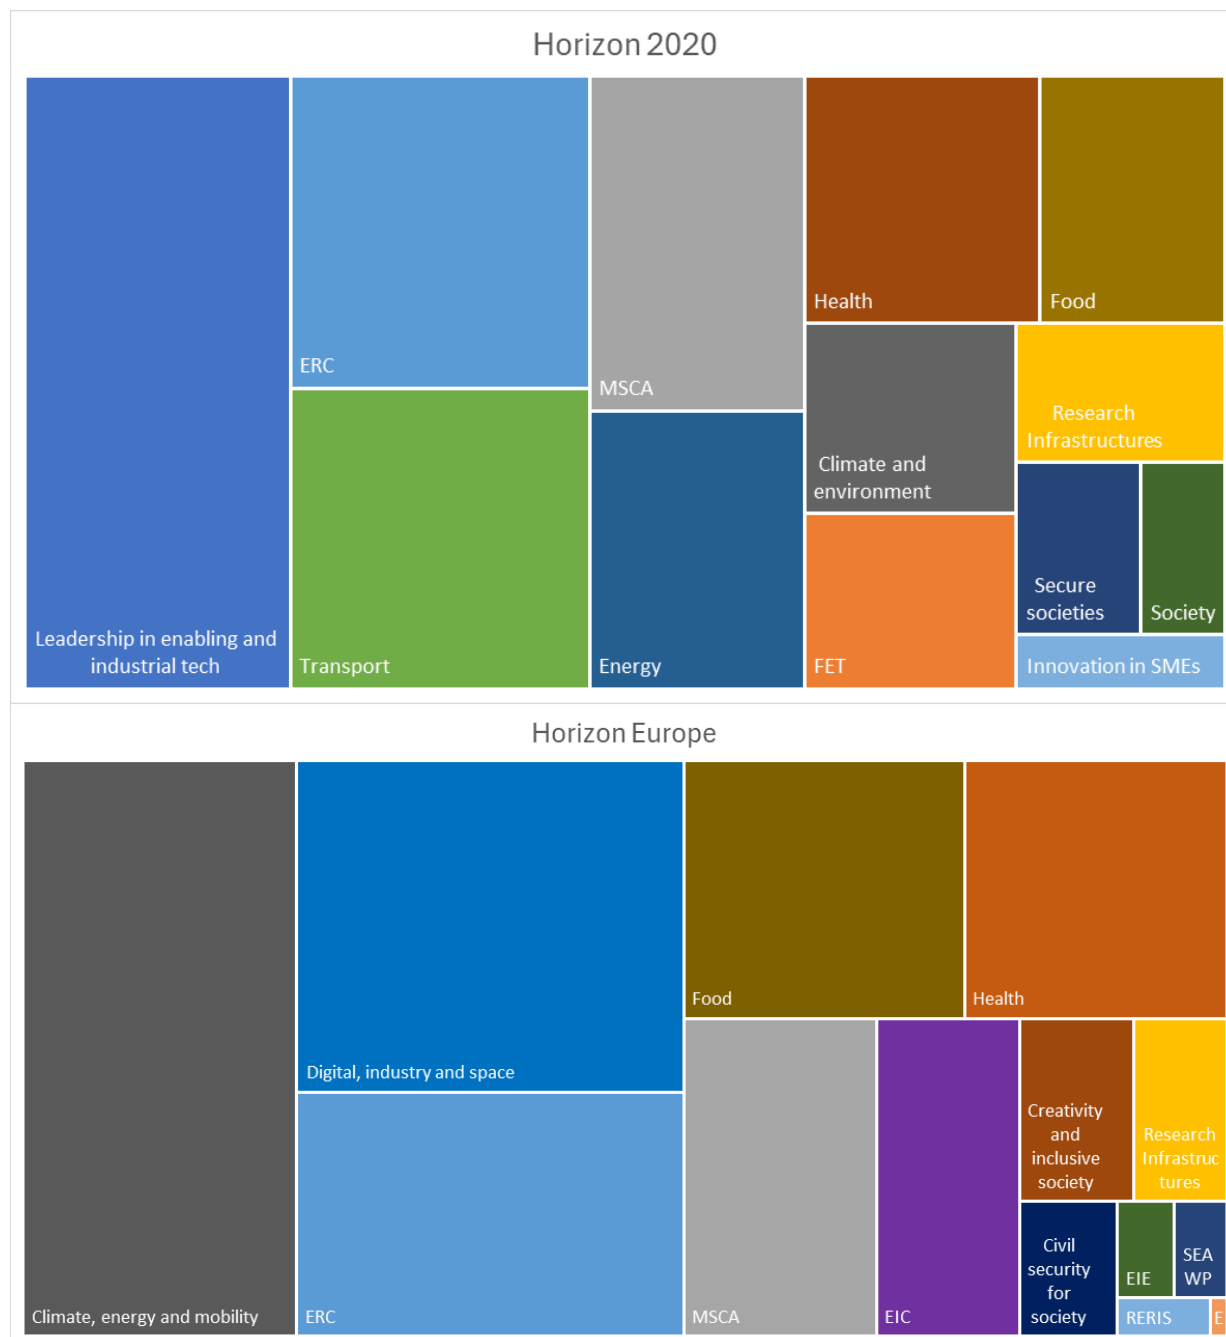 Horizon 2020
Health
Food
ERC
MSCA
Research
Infrastructures
Climate and
environment
Secure
societies
Society
Leadership in enabling and
industrial tech
Transport
Energy
FET
Innovation in SMEs
Horizon Europe
Food
Health
Digital, industry and space
Creativity
and
inclusive
society
Research
Infrastruc
tures
Civil
security
for
society
EIE
SEA
WP
Climate, energy and mobility
ERC
MSCA
EIC
RERIS
E